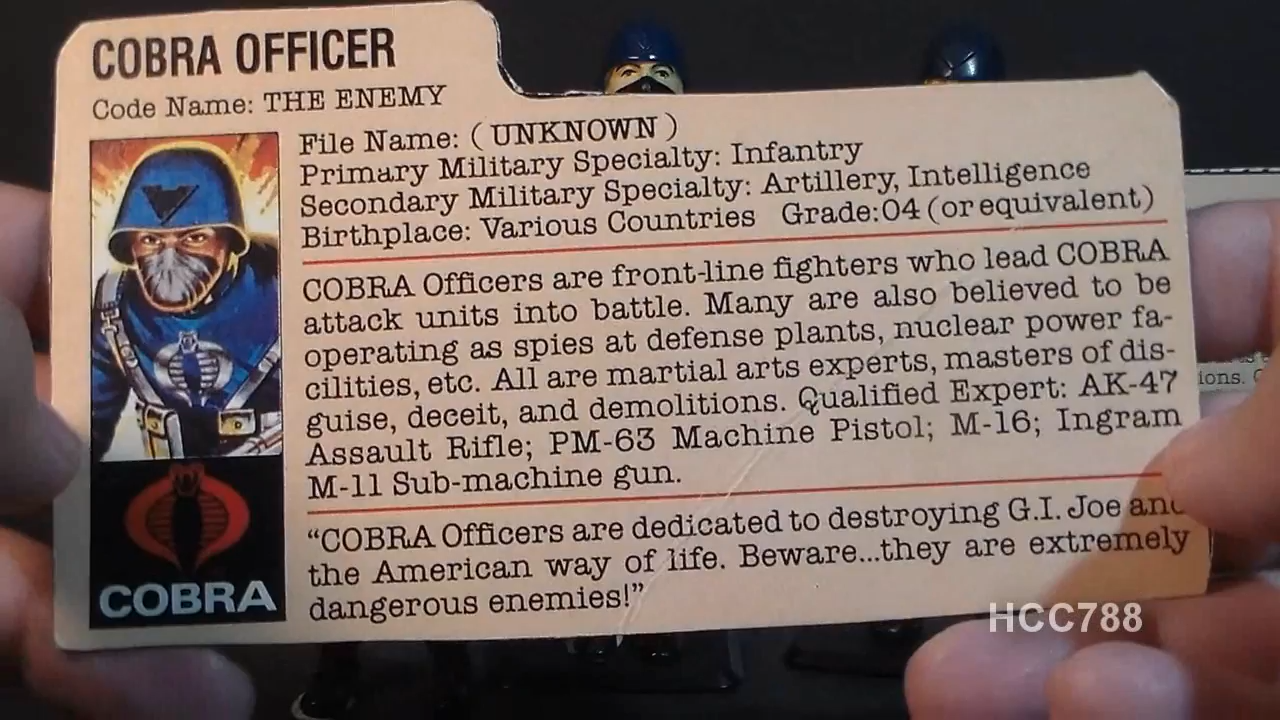 COBRA OFFICER
Code Name: THE ENEMY
File Name: (UNKNOWN)
Primary Military Specialty: Infantry
Secondary Military Specialty: Artillery, Intelligence
Birthplace: Various Countries Grade:04 (or equivalent)
COBRA Officers are front-line fighters who lead COBRA
attack units into battle. Many are also believed to be
operating as spies at defense plants, nuclear power fa-
cilities, etc. All are martial arts experts, masters of dis-
guise, deceit, and demolitions. Qualified Expert: AK-47
Assault Rifle; PM-63 Machine Pistol; M-16; Ingram
M-11 Sub-machine gun.
"COBRA Officers are dedicated to destroying G.I. Joe and
the American way of life. Beware...they are extremely
dangerous enemies!"
COBRA
ions.
HCC788